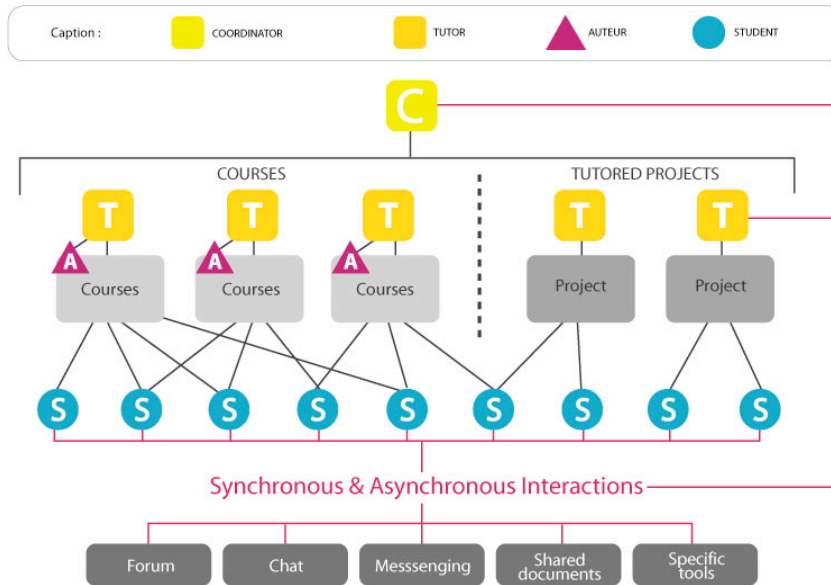 Caption :
COORDINATOR
TUTOR
AUTEUR
STUDENT
C
COURSES
TUTORED PROJECTS
T T T T T
A A A
Courses Courses Courses Project Project
S S S S S S S S S
Synchronous & Asynchronous Interactions
Forum
Chat
Messsenging
Shared
documents
Specific
tools